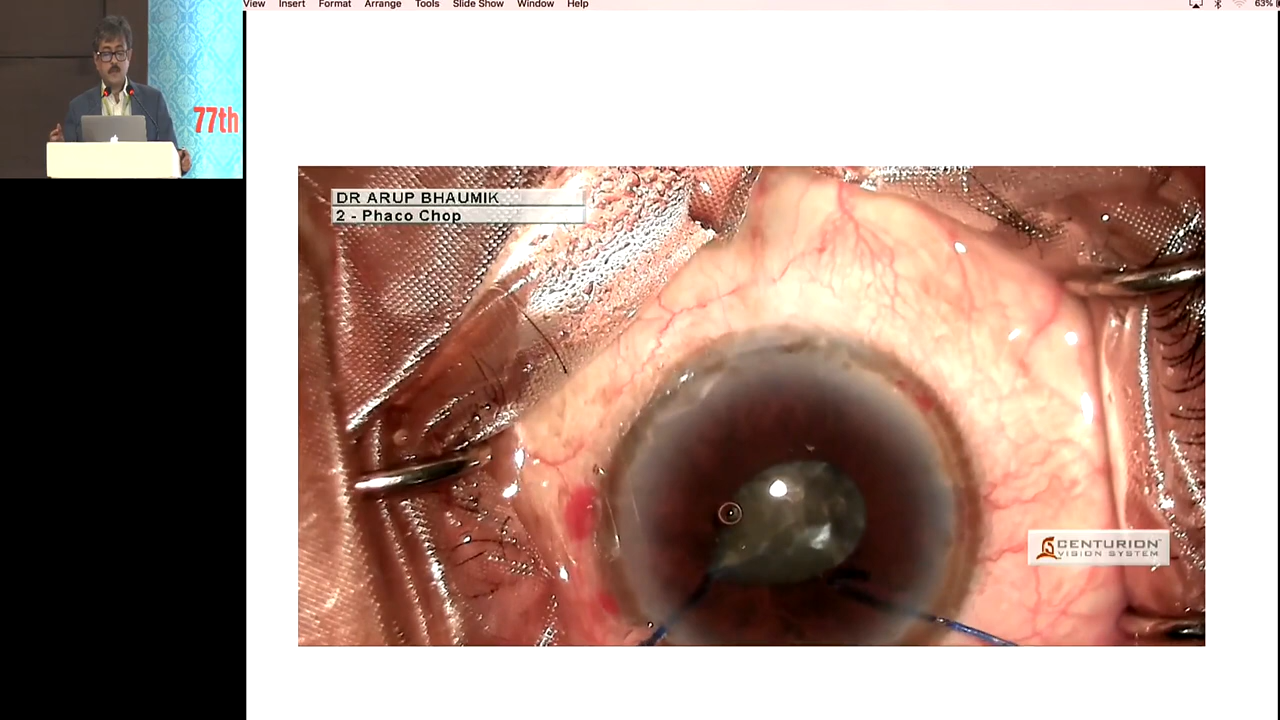 View Insert Format Arrange Tools Slide Show Window Help 63%
77th
DR ARUP BHAUMIK
2 - Phaco Chop
CENTURION
VISION SYSTEM